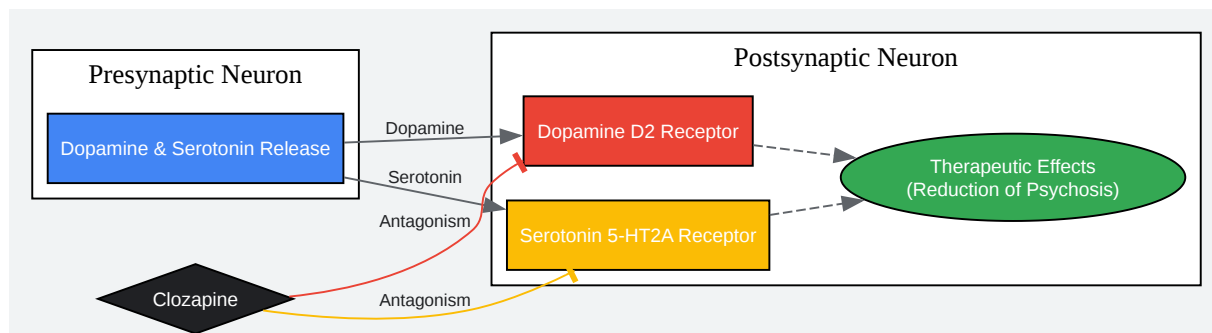 Presynaptic Neuron
Postsynaptic Neuron
Dopamine & Serotonin Release
Dopamine
Dopamine D2 Receptor
Serotonin
Therapeutic Effects
(Reduction of Psychosis)
Antagonism
Serotonin 5-HT2A Receptor
Clozapine
Antagonism